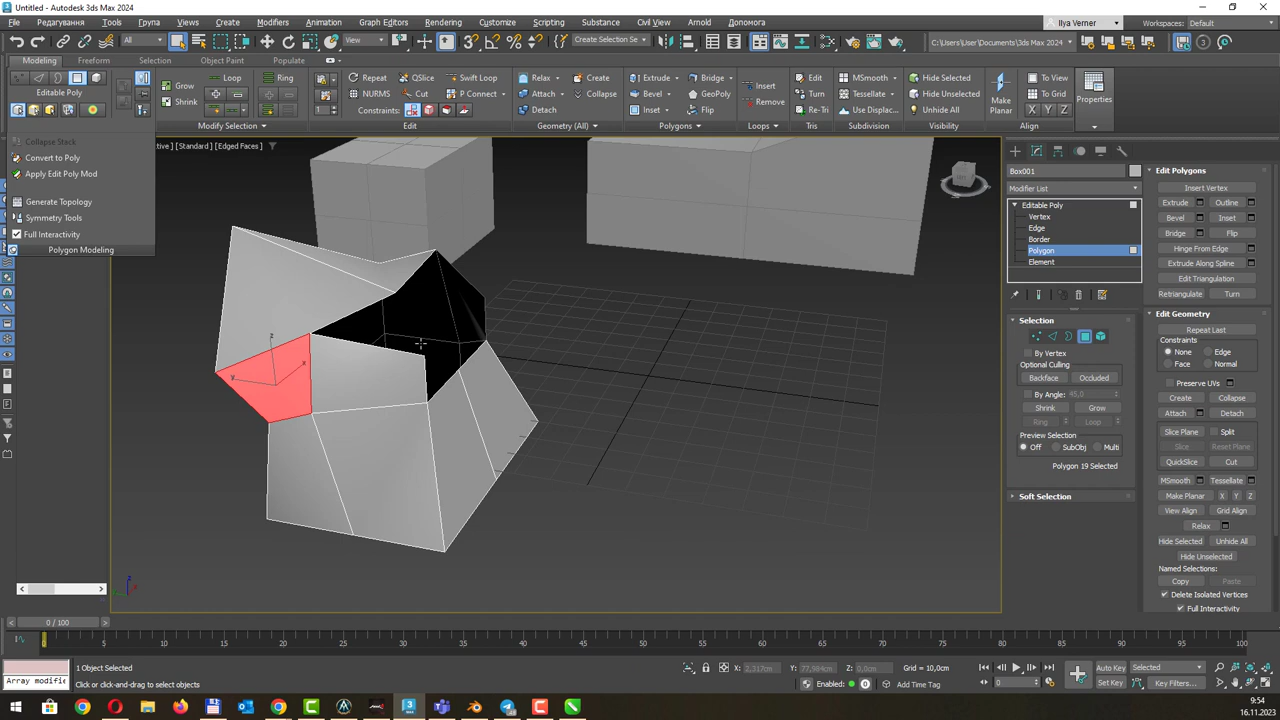 Untitled - Autodesk 3ds Max 2024
File Edit Tools Група Views Create Modifiers Animation Graph Editors Rendering Customize Scripting Substance Civil View Arnold Допомога
Ilya Verner Workspaces: Default
All View Create Selection Se C:\Users\User\Documents\3ds Max 2024
Modeling Freeform Selection Object Paint Populate
Grow Loop Ring Repeat QSlice Swift Loop Relax Create Extrude Bridge Insert Edit MSmooth Hide Selected To View
Editable Poly Shrink NURMS Cut P Connect Attach Collapse Bevel GeoPoly Remove Turn Tessellate Hide Unselected To Grid
Constraints: Detach Inset Flip Re-Tri Use Displac... Unhide All Make Planar X Y Z Properties
Modify Selection Edit Geometry (All) Polygons Loops Tris Subdivision Visibility Align
Collapse Stack
Convert to Poly
Apply Edit Poly Mod
Generate Topology
Symmetry Tools
Full Interactivity
Polygon Modeling
[Standard ] [Edged Faces ]
z
x
y
z
Box001
Modifier List
Editable Poly
Vertex
Edge
Border
Polygon
Element
Selection
By Vertex
Optional Culling
Backface Occluded
By Angle: 45,0
Shrink Grow
Ring Loop
Preview Selection
Off SubObj Multi
Polygon 19 Selected
Soft Selection
Edit Polygons
Insert Vertex
Extrude Outline
Bevel Inset
Bridge Flip
Hinge From Edge
Extrude Along Spline
Edit Triangulation
Retriangulate Turn
Edit Geometry
Repeat Last
Constraints
None Edge
Face Normal
Preserve UVs
Create Collapse
Attach Detach
Slice Plane Split
Slice Reset Plane
QuickSlice Cut
MSmooth Tessellate
Make Planar X Y Z
View Align Grid Align
Relax
Hide Selected Unhide All
Hide Unselected
Named Selections:
Copy Paste
Delete Isolated Vertices
Full Interactivity
0 / 100
0 5 10 15 20 25 30 35 40 45 50 55 60 65 70 75 80 85 90 95 100
1 Object Selected
Array modifie Click or click-and-drag to select objects
X: 2,317cm Y: 77,984cm Z: 0,0cm Grid = 10,0cm
Enabled: Add Time Tag
0
Auto Key Selected
Set Key Key Filters...
9:54
16.11.2023